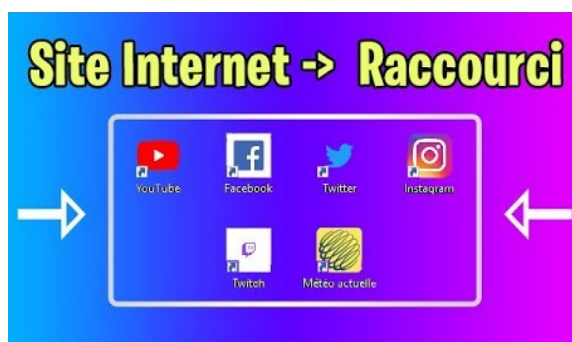 Site Internet -> Raccourci
YouTube Facebook Twitter Instagram
Twitch Météo actuelle